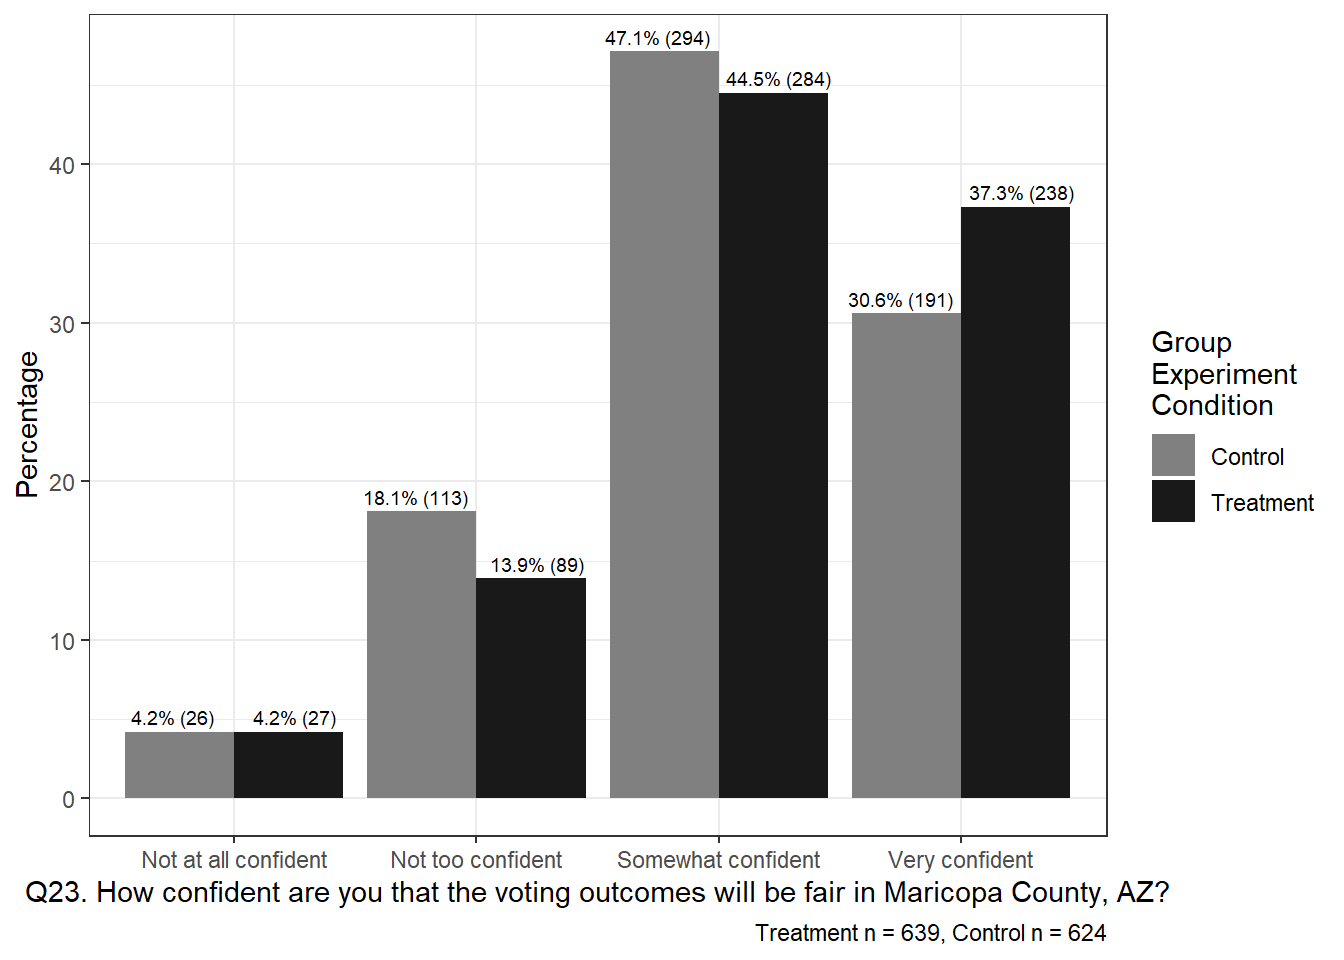 47.1% (294)
44.5% (284)
37.3% (238)
30.6% (191)
18.1% (113)
13.9% (89)
4.2% (26)
4.2% (27)
Percentage
40
30
20
10
0
Not at all confident
Not too confident
Somewhat confident
Very confident
Q23. How confident are you that the voting outcomes will be fair in Maricopa County, AZ?
Treatment n = 639, Control n = 624
Group
Experiment
Condition
Control
Treatment